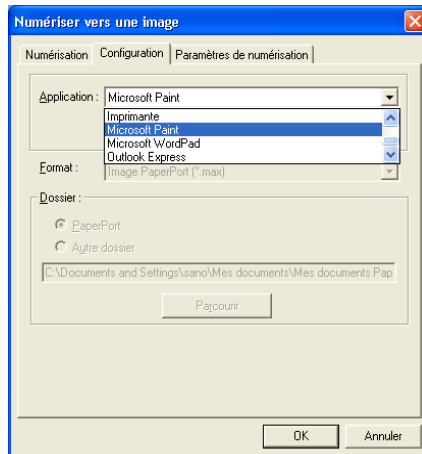 Numériser vers une image
Numérisation Configuration Paramètres de numérisation
Application : Microsoft Paint
Imprimante
Microsoft Paint
Microsoft WordPad
Outlook Express
Format : Image PaperPort (*.max)
Dossier :
PaperPort
Autre dossier
C:\Documents and Settings\sano\Mes documents\Mes documents Pap
Parcourir
OK Annuler